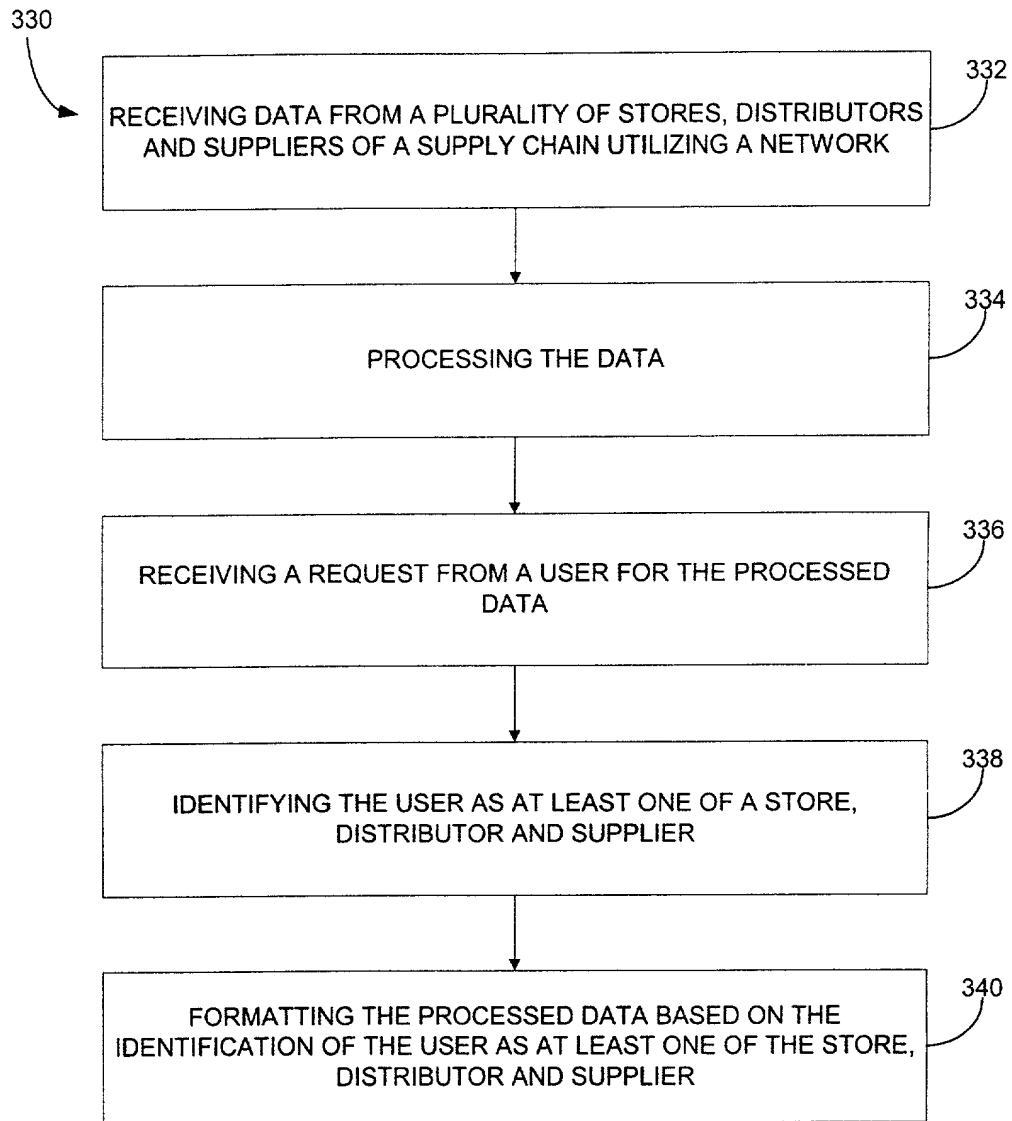 330
332
RECEIVING DATA FROM A PLURALITY OF STORES, DISTRIBUTORS
AND SUPPLIERS OF A SUPPLY CHAIN UTILIZING A NETWORK
334
PROCESSING THE DATA
336
RECEIVING A REQUEST FROM A USER FOR THE PROCESSED
DATA
338
IDENTIFYING THE USER AS AT LEAST ONE OF A STORE,
DISTRIBUTOR AND SUPPLIER
340
FORMATTING THE PROCESSED DATA BASED ON THE
IDENTIFICATION OF THE USER AS AT LEAST ONE OF THE STORE,
DISTRIBUTOR AND SUPPLIER